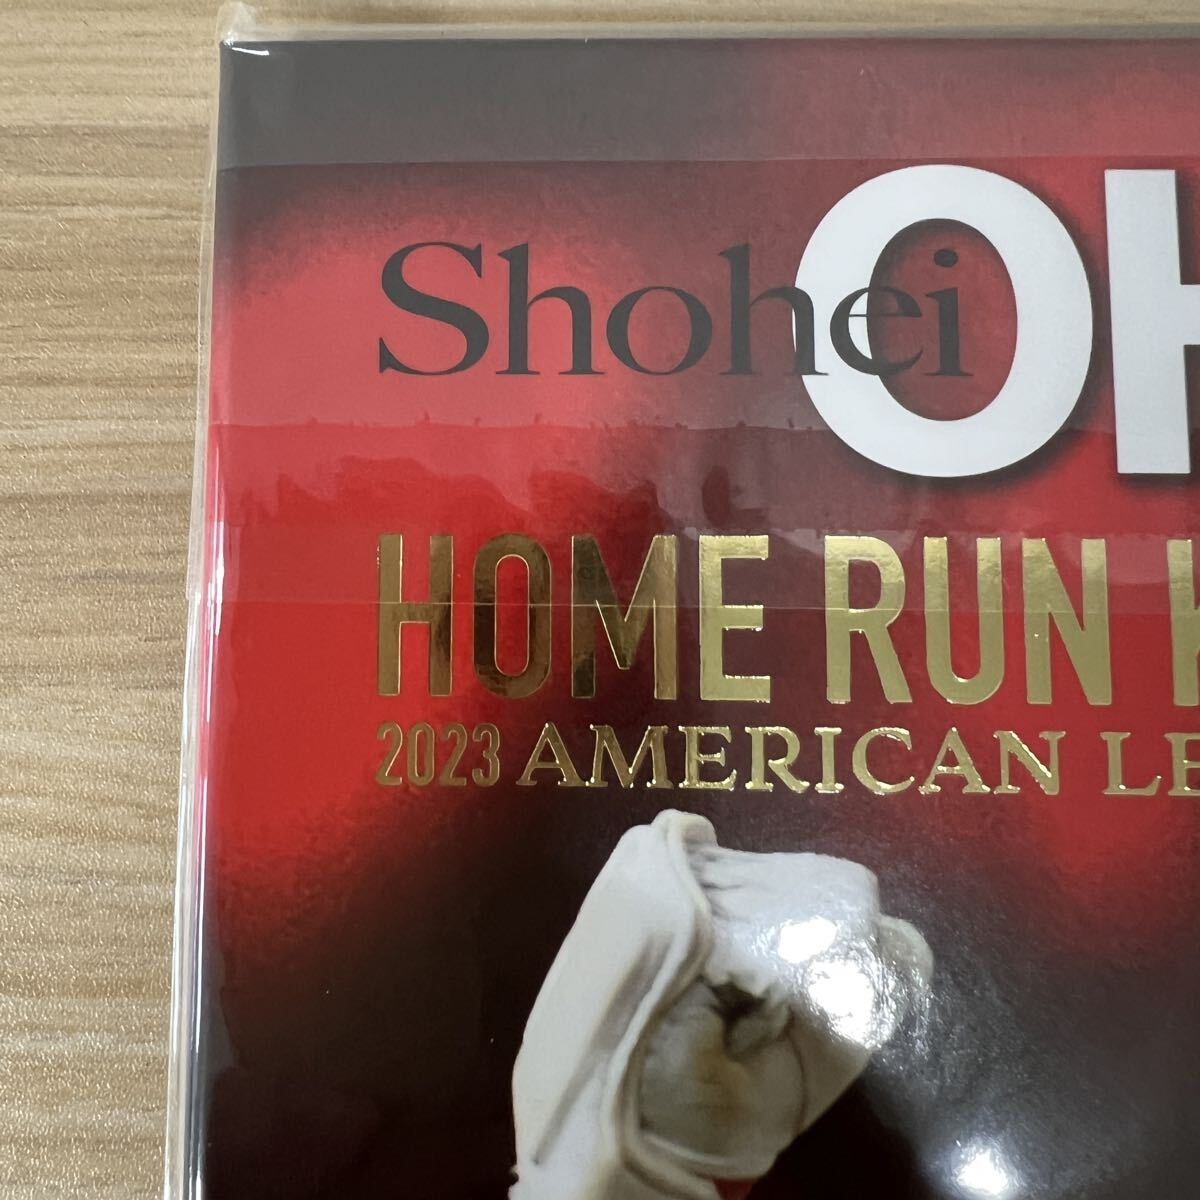 Shohei OH
HOME RUN K
2023 AMERICAN LE